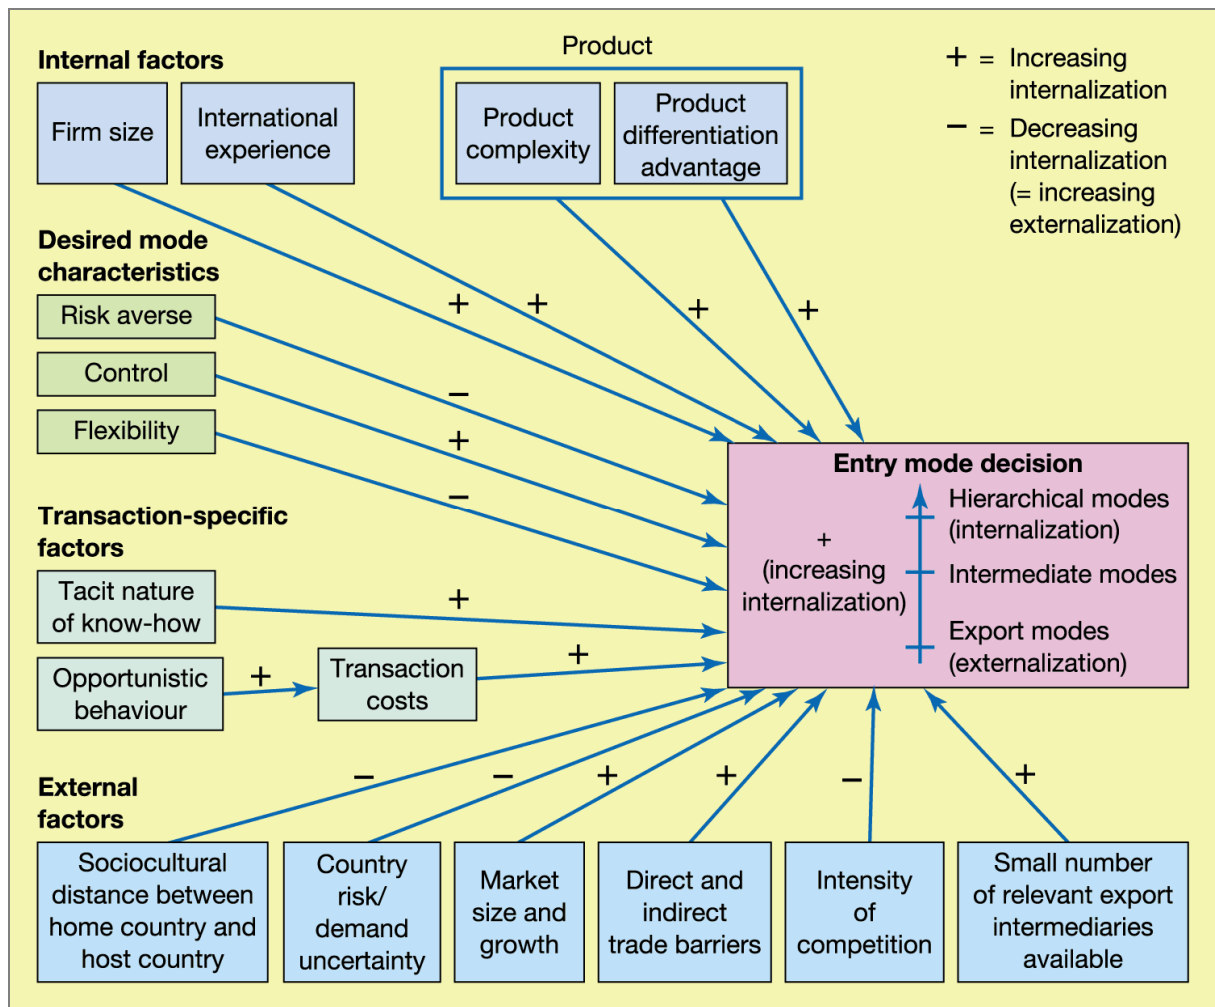 Internal factors
Firm size
International
experience
Product
Product
complexity
Product
differentiation
advantage
+ = Increasing
internalization
− = Decreasing
internalization
(= increasing
externalization)
Desired mode
characteristics
Risk averse
Control
Flexibility
+
+
+
+
−
+
−
Transaction-specific
factors
Tacit nature
of know-how
+
Opportunistic
behaviour
+
Transaction
costs
+
Entry mode decision
+
(increasing
internalization)
Hierarchical modes
(internalization)
Intermediate modes
Export modes
(externalization)
External
factors
−
−
+
+
−
+
Sociocultural
distance between
home country and
host country
Country
risk/
demand
uncertainty
Market
size and
growth
Direct and
indirect
trade barriers
Intensity
of
competition
Small number
of relevant export
intermediaries
available